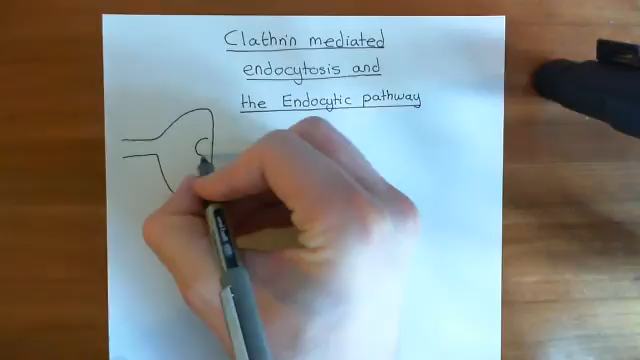 Clathrin mediated
endocytosis and
the Endocytic pathway